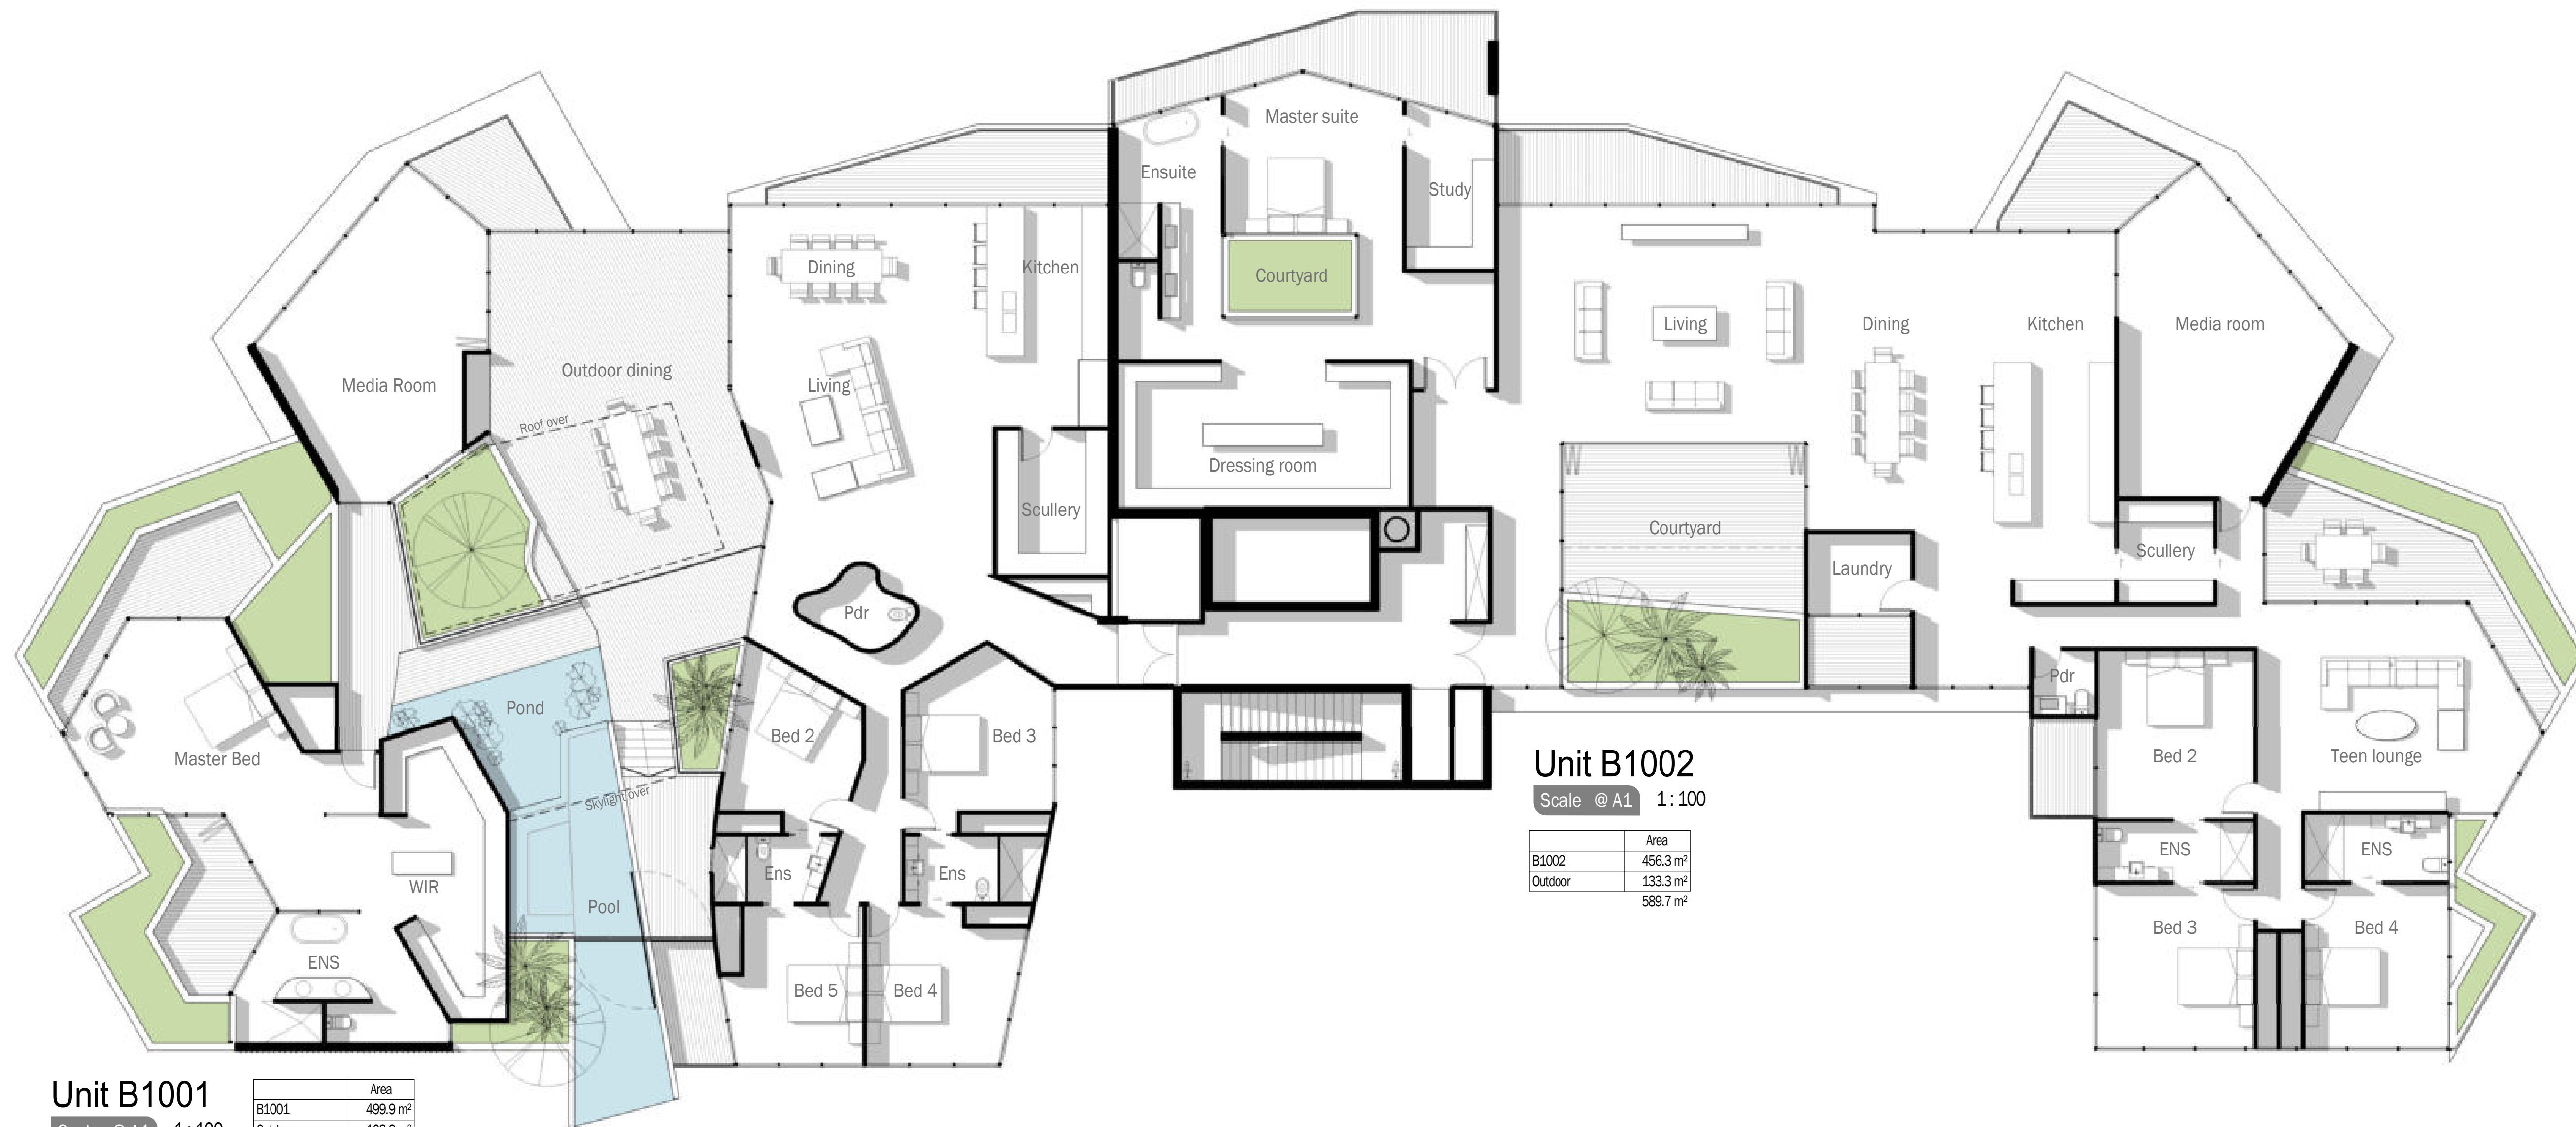 Master suite
Ensuite
Study
Courtyard
Dressing room
Dining
Kitchen
Living
Scullery
Outdoor dining
Roof over
Media Room
Pdr
Pond
Skylight over
Pool
Master Bed
WIR
ENS
Bed 2
Bed 3
Ens
Ens
Bed 5
Bed 4
Living
Dining
Kitchen
Media room
Courtyard
Laundry
Scullery
Pdr
Bed 2
Teen lounge
ENS
ENS
Bed 3
Bed 4
Unit B1002
Scale @ A1 1 : 100
Area
B1002 456.3 m²
Outdoor 133.3 m²
589.7 m²
Unit B1001
Area
B1001 499.9 m²
1 : 100